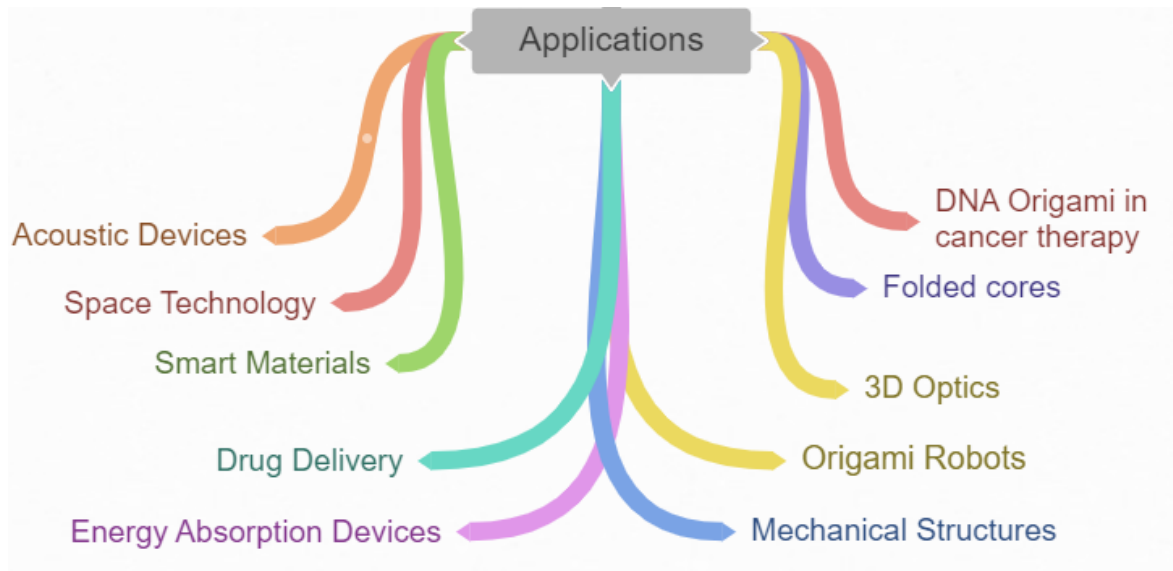 Applications
Acoustic Devices
Space Technology
Smart Materials
Drug Delivery
Energy Absorption Devices
DNA Origami in
cancer therapy
Folded cores
3D Optics
Origami Robots
Mechanical Structures